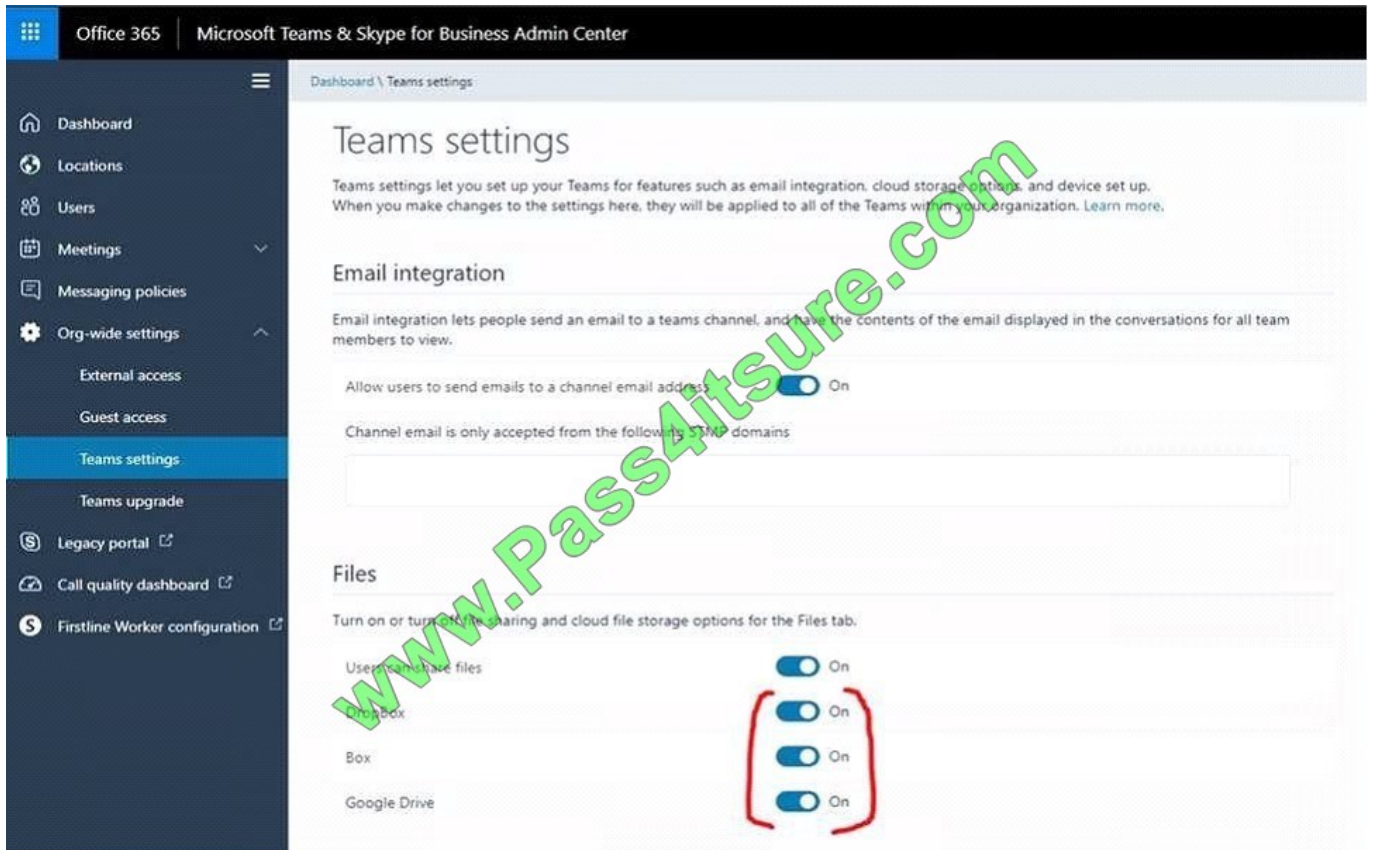 Office 365 Microsoft Teams & Skype for Business Admin Center
Dashboard \ Teams settings
Dashboard
Locations
Users
Meetings
Messaging policies
Org-wide settings
External access
Guest access
Teams settings
Teams upgrade
Legacy portal
Call quality dashboard
Firstline Worker configuration
Teams settings
Teams settings let you set up your Teams for features such as email integration, cloud storage options, and device set up.
When you make changes to the settings here, they will be applied to all of the Teams within your organization. Learn more.
Email integration
Email integration lets people send an email to a teams channel, and have the contents of the email displayed in the conversations for all team
members to view.
Allow users to send emails to a channel email address On
Channel email is only accepted from the following STMP domains
Files
Turn on or turn off file sharing and cloud file storage options for the Files tab.
Users can share files On
DropBox On
Box On
Google Drive On
www.Pass4itsure.com